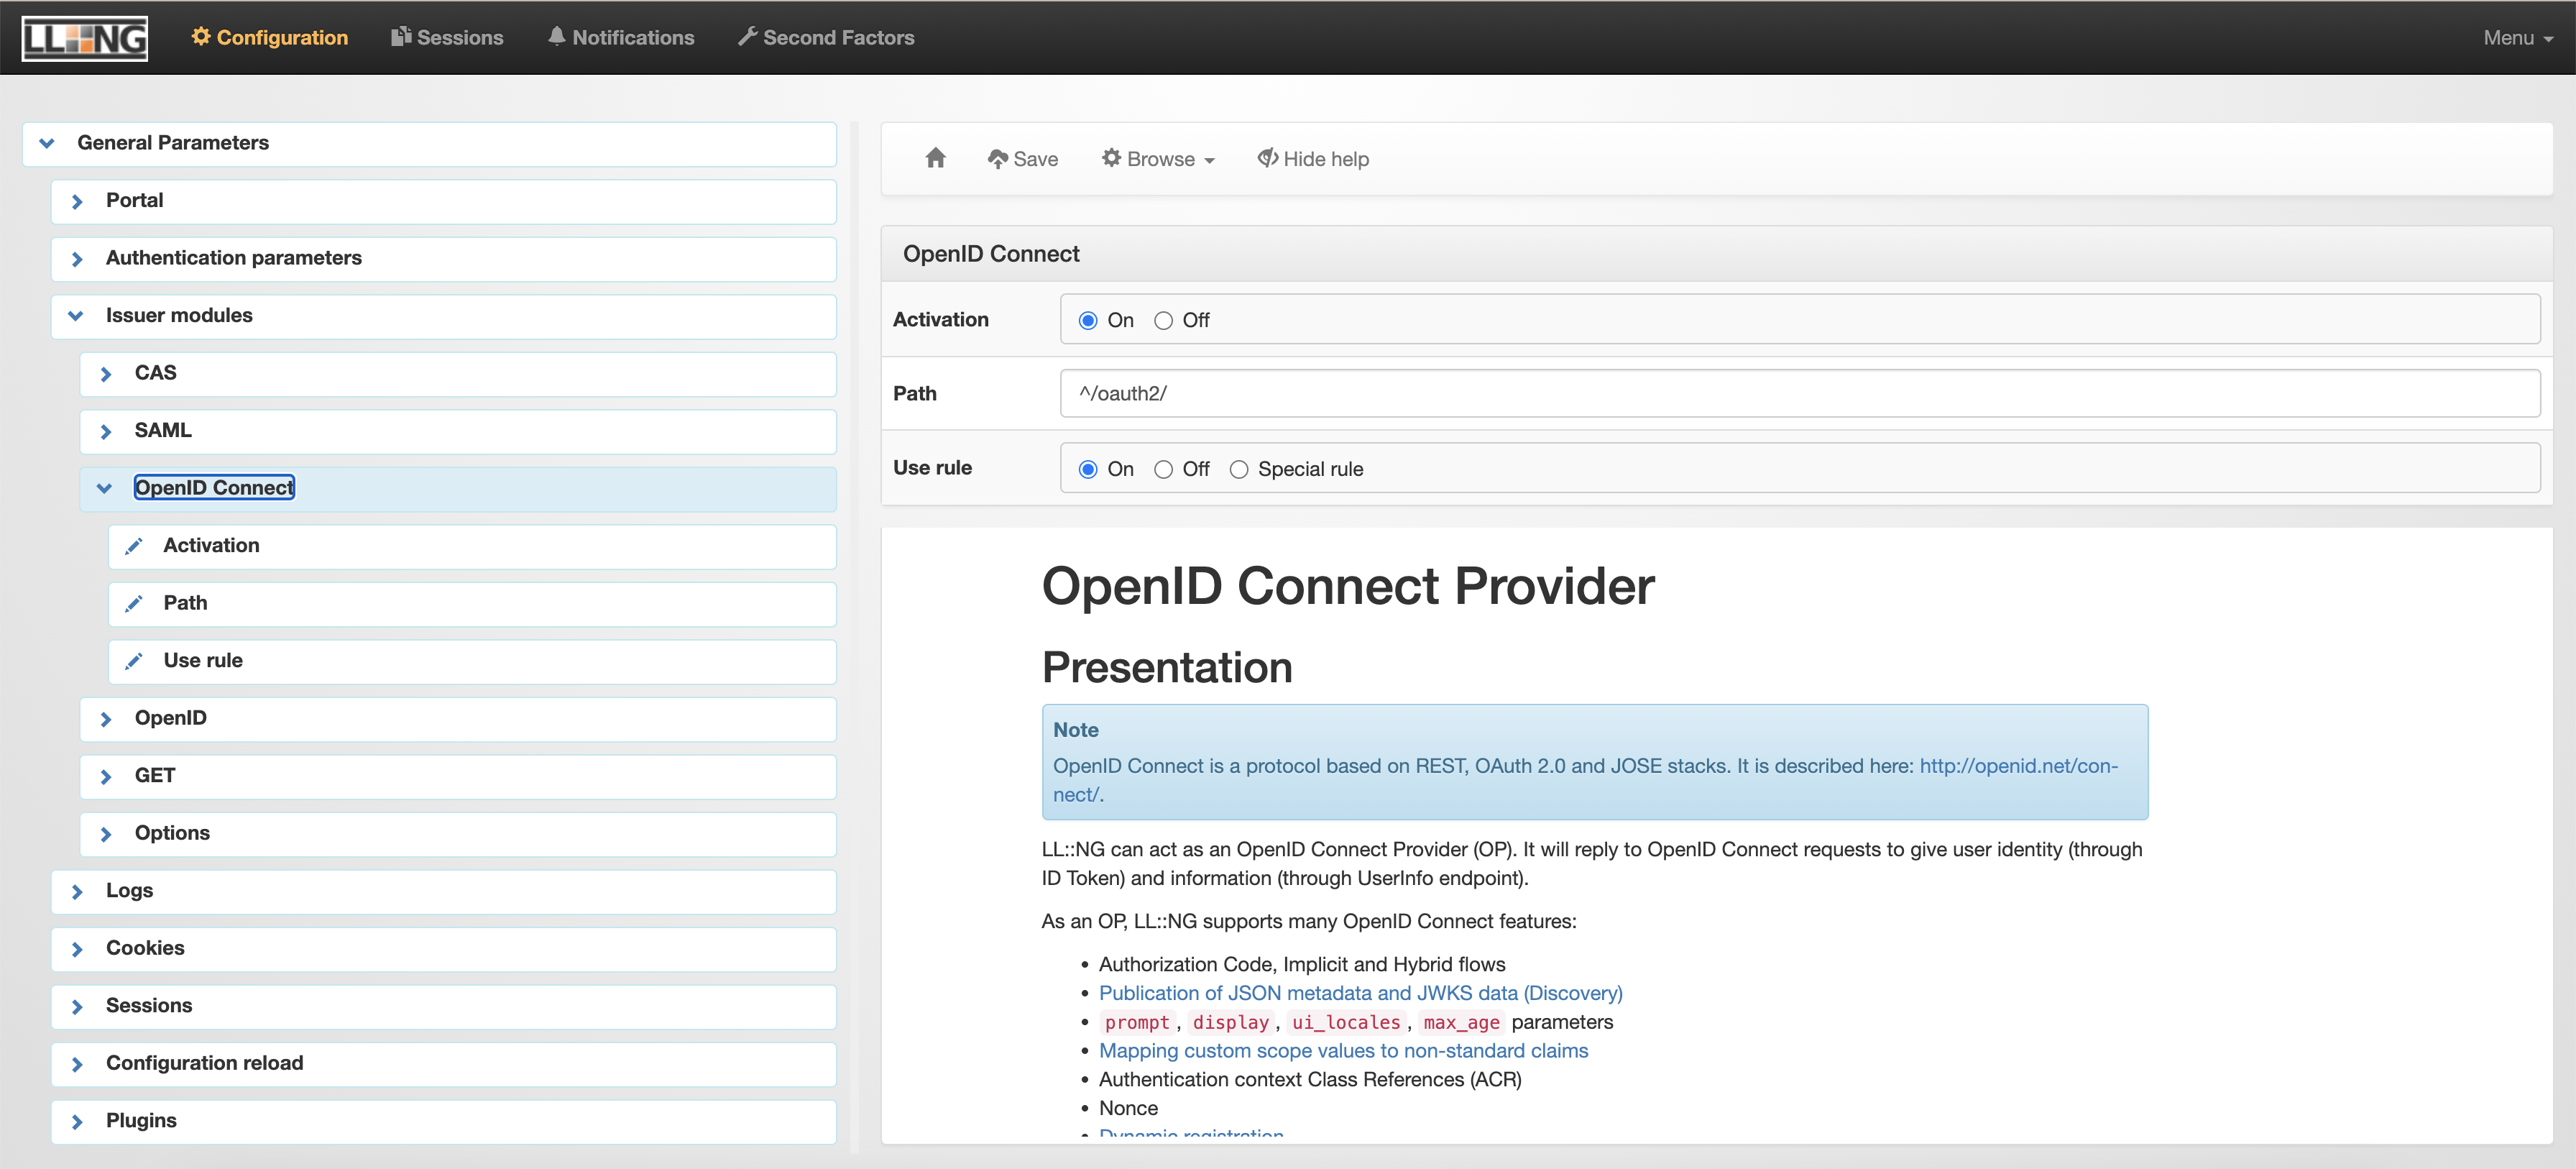 LL::NG
Configuration
Sessions
Notifications
Second Factors
Menu
General Parameters
Portal
Authentication parameters
Issuer modules
CAS
SAML
OpenID Connect
Activation
Path
Use rule
OpenID
GET
Options
Logs
Cookies
Sessions
Configuration reload
Plugins
Save
Browse
Hide help
OpenID Connect
Activation On Off
Path ^/oauth2/
Use rule On Off Special rule
OpenID Connect Provider
Presentation
Note
OpenID Connect is a protocol based on REST, OAuth 2.0 and JOSE stacks. It is described here: http://openid.net/con-
nect/.
LL::NG can act as an OpenID Connect Provider (OP). It will reply to OpenID Connect requests to give user identity (through
ID Token) and information (through UserInfo endpoint).
As an OP, LL::NG supports many OpenID Connect features:
• Authorization Code, Implicit and Hybrid flows
• Publication of JSON metadata and JWKS data (Discovery)
• prompt, display, ui_locales, max_age parameters
• Mapping custom scope values to non-standard claims
• Authentication context Class References (ACR)
• Nonce
• Dynamic registration